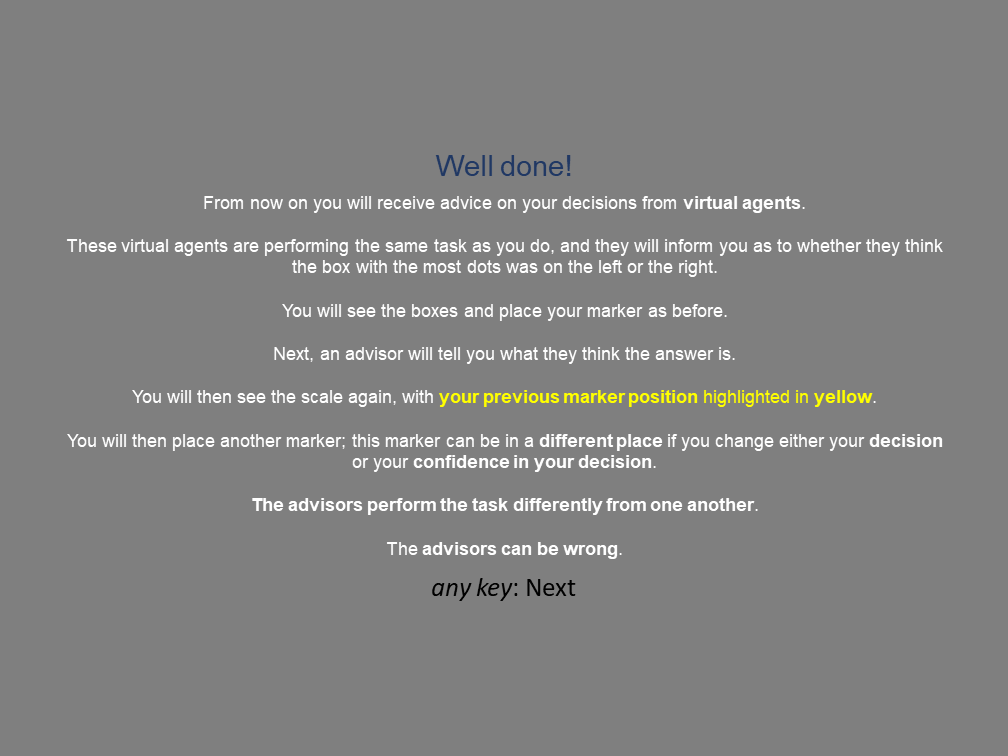 Well done!
From now on you will receive advice on your decisions from virtual agents.
These virtual agents are performing the same task as you do, and they will inform you as to whether they think
the box with the most dots was on the left or the right.
You will see the boxes and place your marker as before.
Next, an advisor will tell you what they think the answer is.
You will then see the scale again, with your previous marker position highlighted in yellow.
You will then place another marker; this marker can be in a different place if you change either your decision
or your confidence in your decision.
The advisors perform the task differently from one another.
The advisors can be wrong.
any key: Next